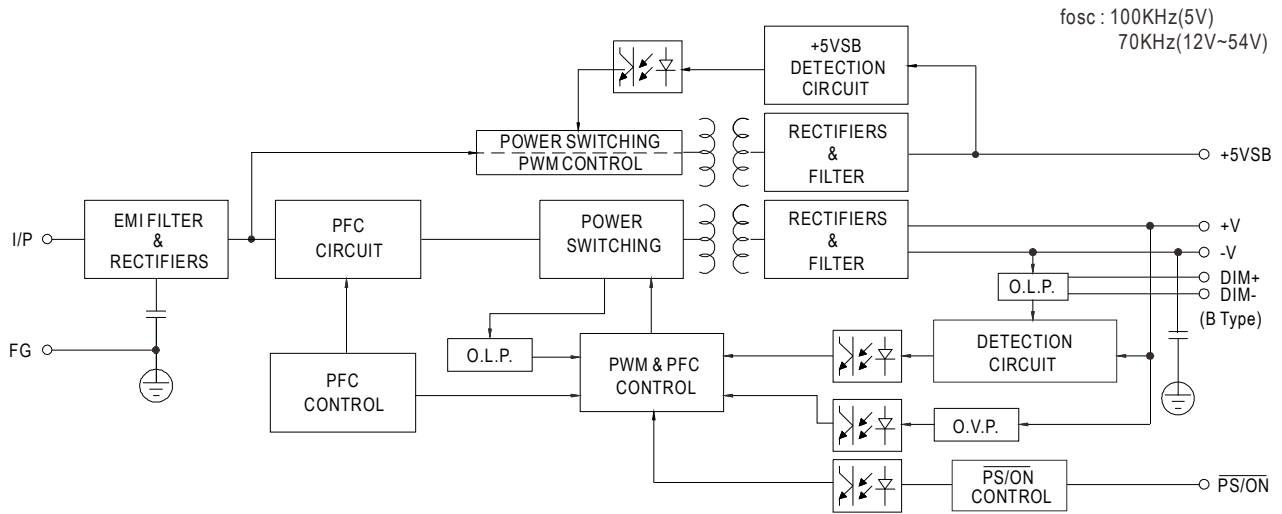 fosc : 100KHz(5V)
70KHz(12V~54V)
+5VSB
DETECTION
CIRCUIT
POWER SWITCHING
PWM CONTROL
RECTIFIERS
&
FILTER
+5VSB
I/P
EMI FILTER
&
RECTIFIERS
PFC
CIRCUIT
POWER
SWITCHING
RECTIFIERS
&
FILTER
+V
-V
O.L.P.
DIM+
DIM-
(B Type)
FG
O.L.P.
PFC
CONTROL
PWM & PFC
CONTROL
DETECTION
CIRCUIT
O.V.P.
PS/ON
CONTROL
PS/ON